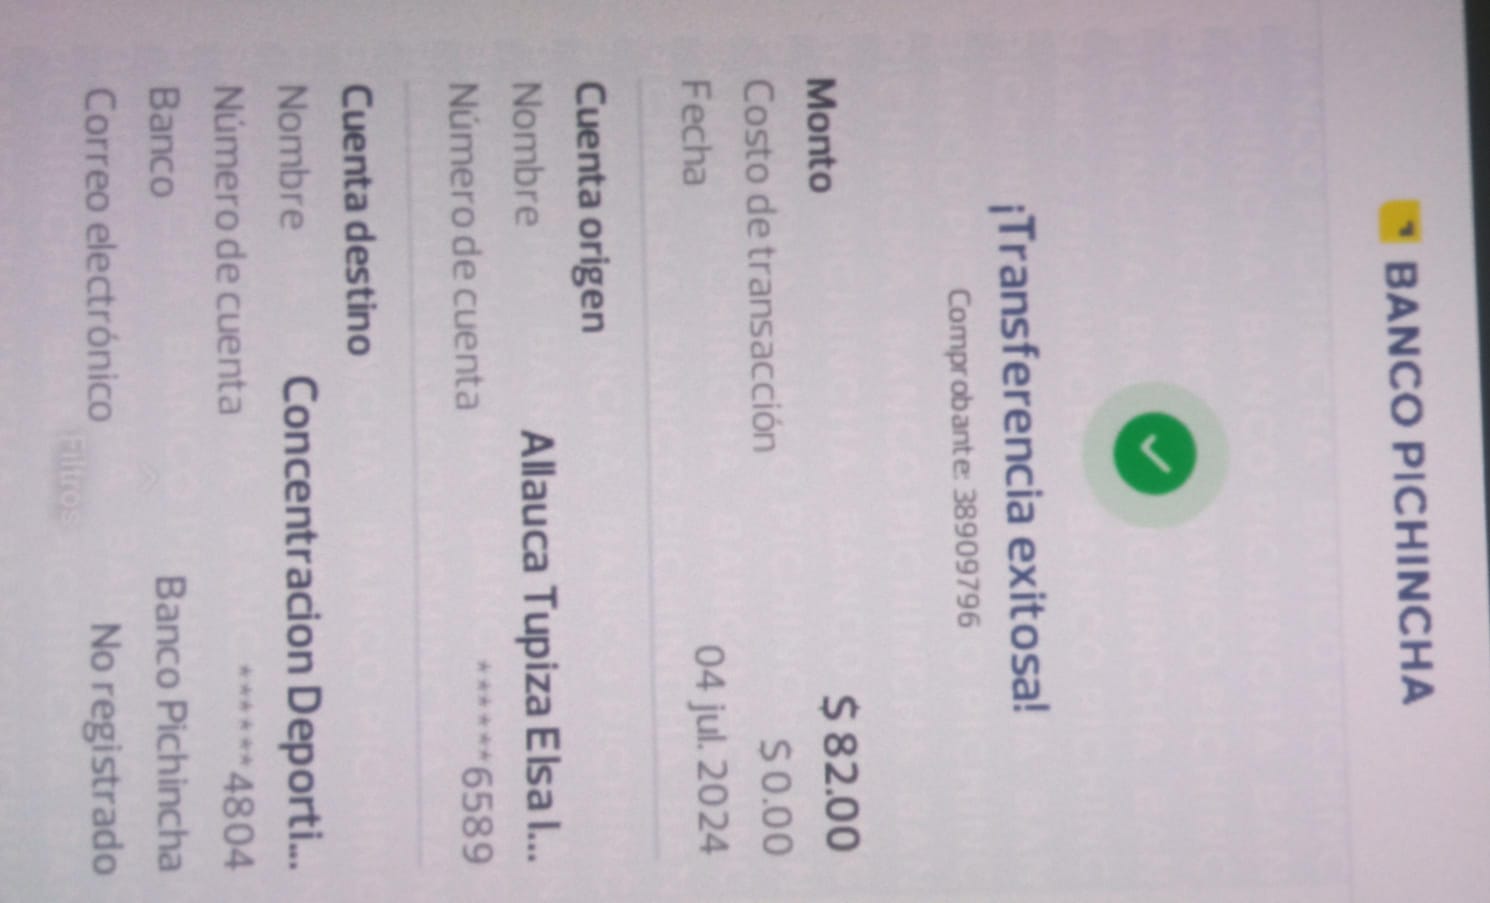 BANCO PICHINCHA
¡Transferencia exitosa!
Comprobante: 38909796
Monto $ 82.00
Costo de transacción $ 0.00
Fecha 04 jul. 2024
Cuenta origen
Nombre Allauca Tupiza Elsa I...
Número de cuenta ******6589
Cuenta destino
Nombre Concentracion Deporti...
Número de cuenta ******4804
Banco Banco Pichincha
Correo electrónico No registrado
Filtros